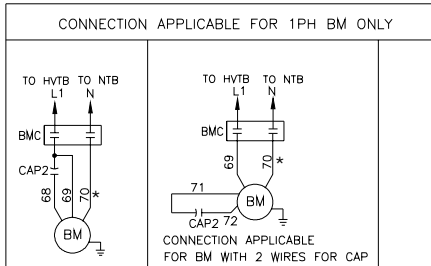 CONNECTION APPLICABLE FOR 1PH BM ONLY
TO HVTB TO NTB
L1 N
BMC
CAP2
68 69 70 *
BM
TO HVTB TO NTB
L1 N
BMC
69 70 *
71
BM
CAP2 72
CONNECTION APPLICABLE
FOR BM WITH 2 WIRES FOR CAP